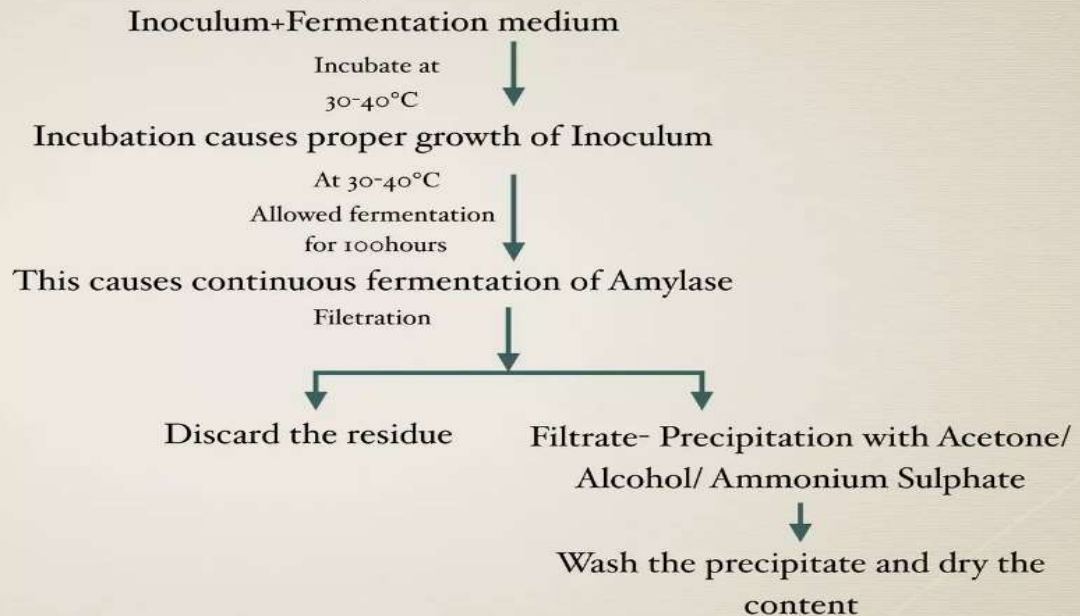 Inoculum+Fermentation medium
Incubate at
30-40°C
Incubation causes proper growth of Inoculum
At 30-40°C
Allowed fermentation
for 100hours
This causes continuous fermentation of Amylase
Filetration
Discard the residue
Filtrate- Precipitation with Acetone/
Alcohol/ Ammonium Sulphate
Wash the precipitate and dry the
content